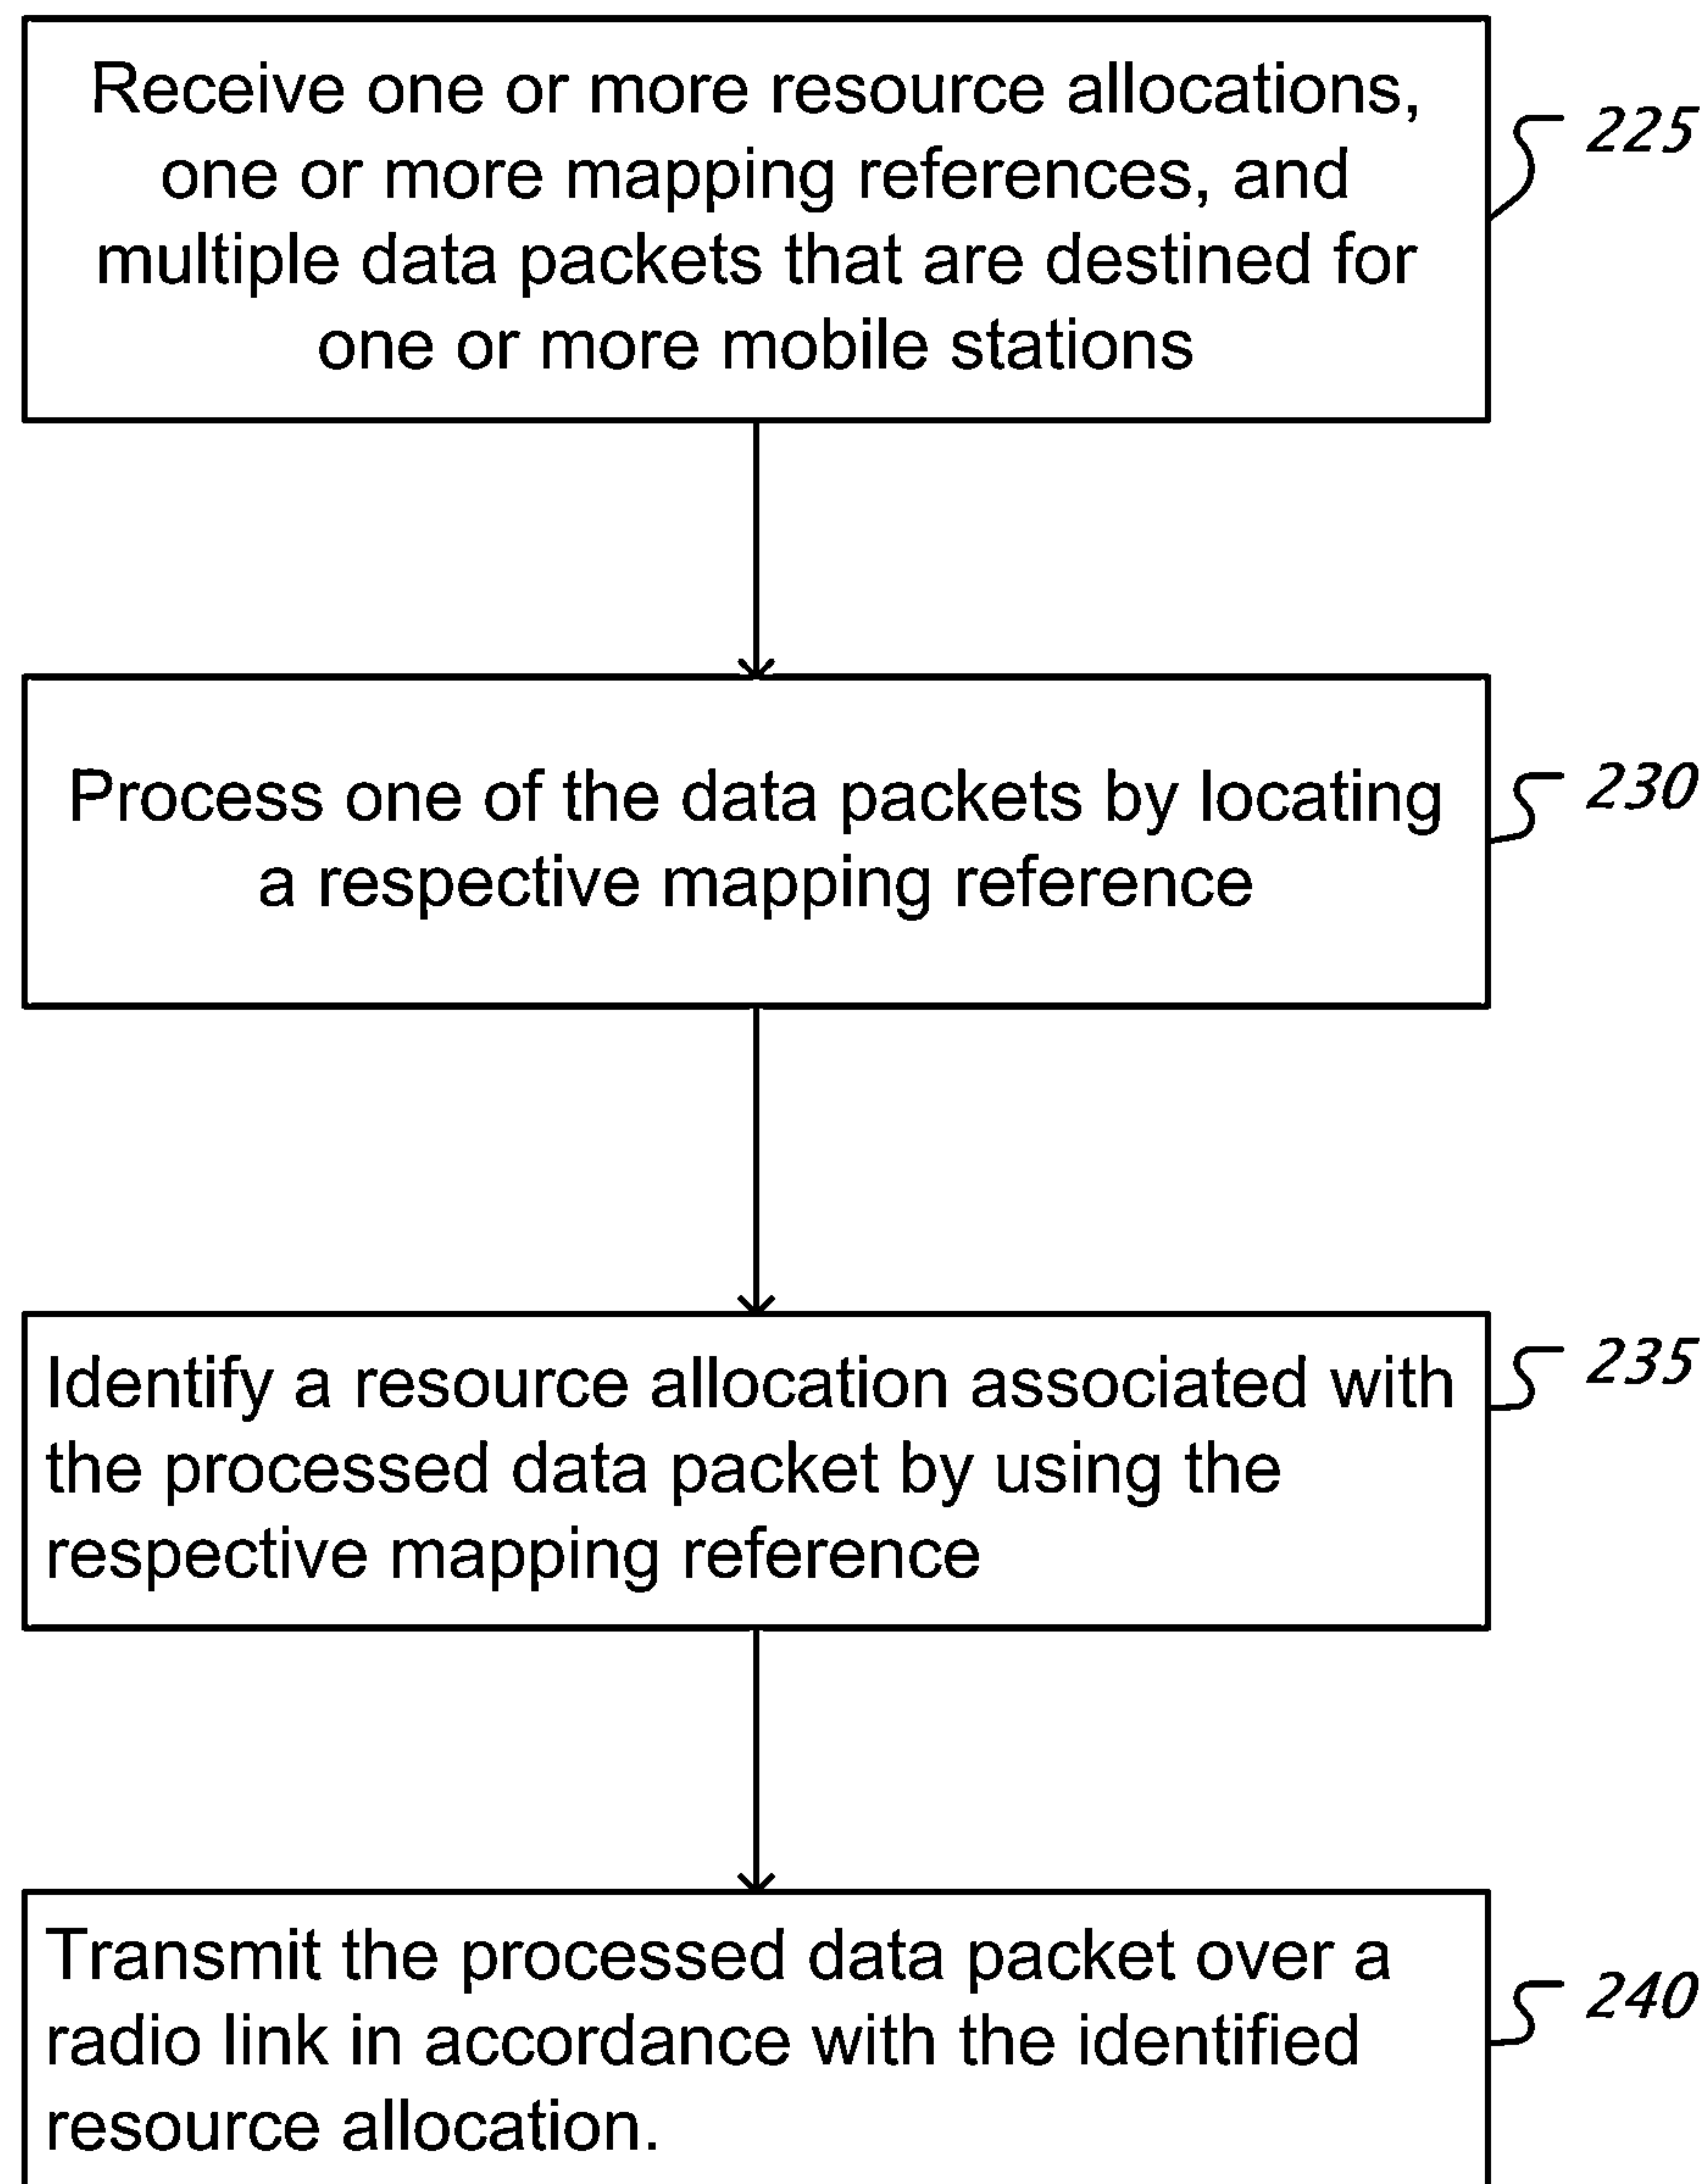 Receive one or more resource allocations,
one or more mapping references, and
multiple data packets that are destined for
one or more mobile stations
225
Process one of the data packets by locating
a respective mapping reference
230
Identify a resource allocation associated with
the processed data packet by using the
respective mapping reference
235
Transmit the processed data packet over a
radio link in accordance with the identified
resource allocation.
240